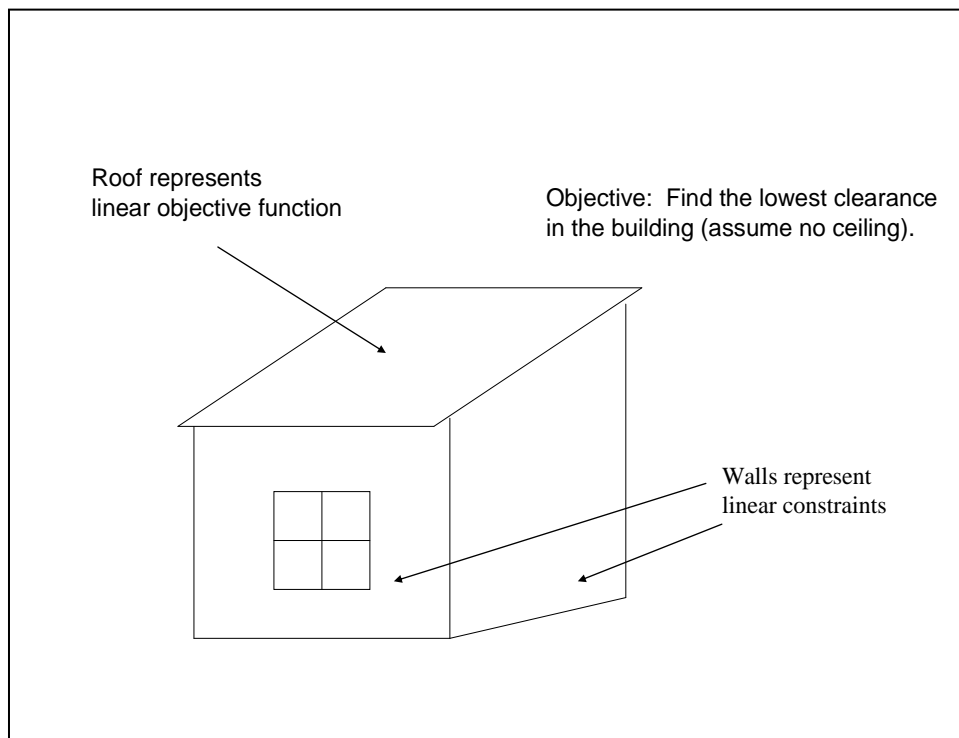 Roof represents
linear objective function
Objective:  Find the lowest clearance
in the building (assume no ceiling).
Walls represent
linear constraints